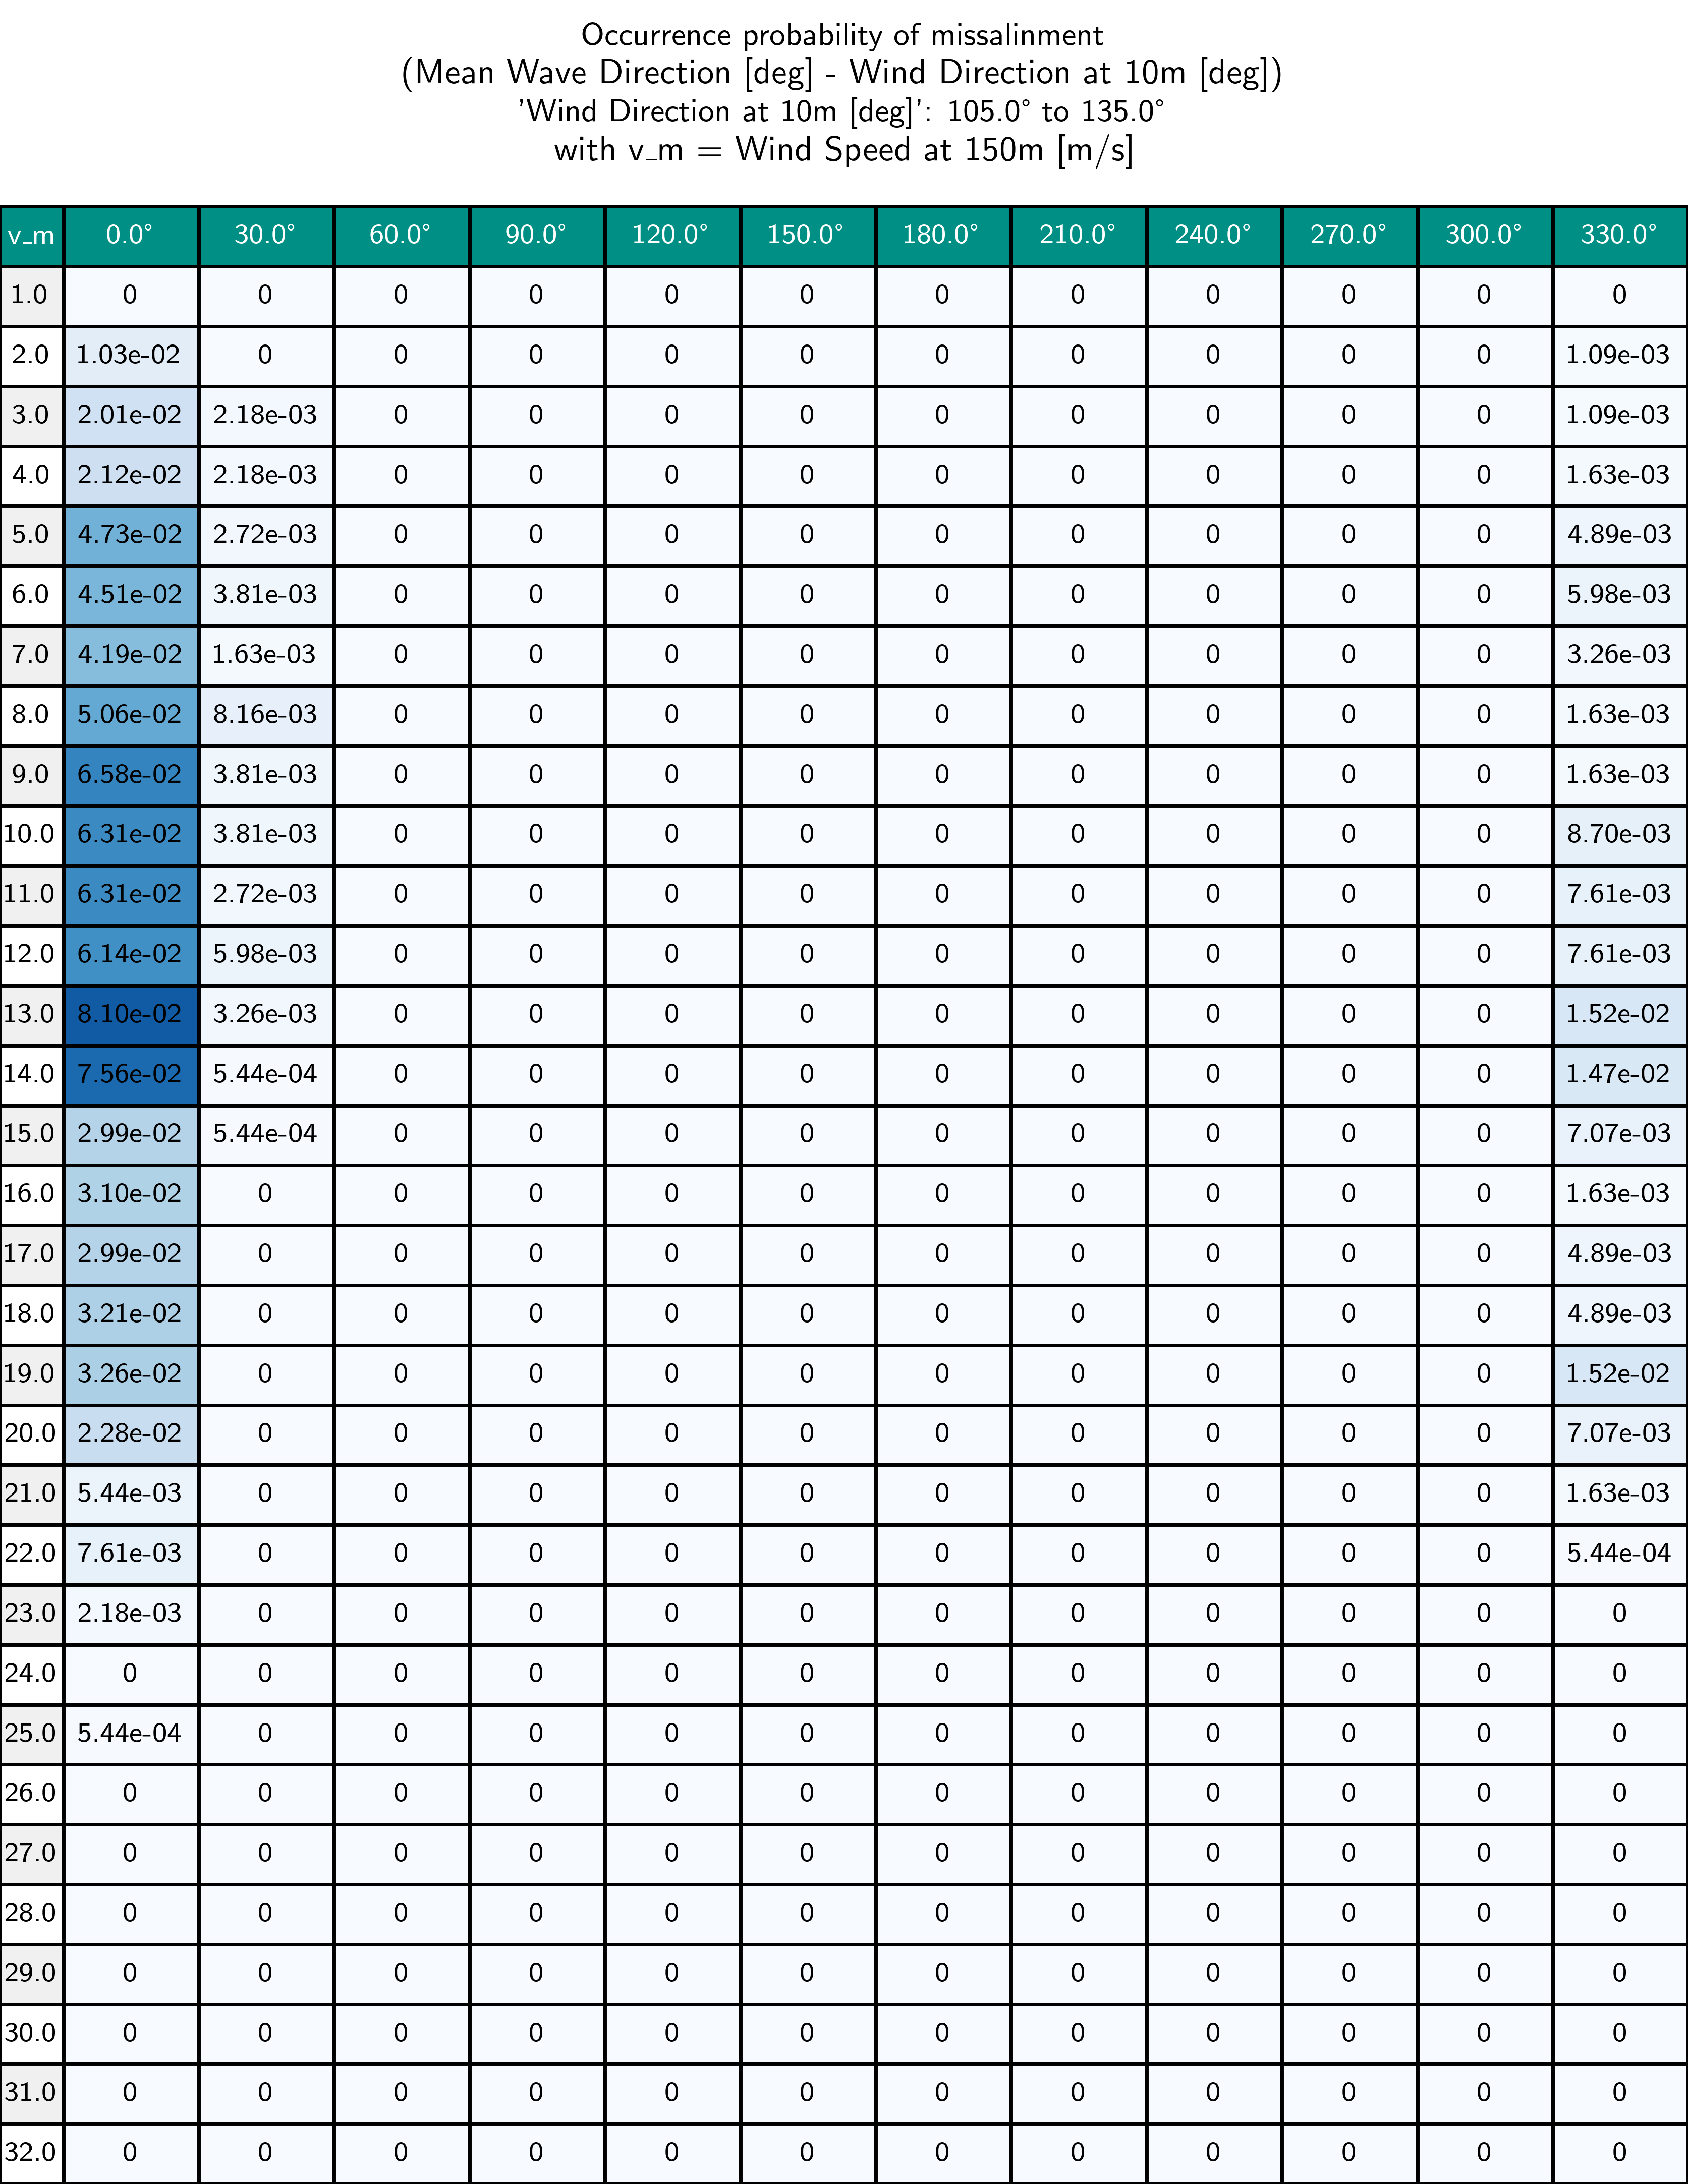 Occurrence probability of missalinment
(Mean Wave Direction [deg] - Wind Direction at 10m [deg])
'Wind Direction at 10m [deg]': 105.0° to 135.0°
with v_m = Wind Speed at 150m [m/s]
v_m 0.0° 30.0° 60.0° 90.0° 120.0° 150.0° 180.0° 210.0° 240.0° 270.0° 300.0° 330.0°
1.0 0 0 0 0 0 0 0 0 0 0 0 0
2.0 1.03e-02 0 0 0 0 0 0 0 0 0 0 1.09e-03
3.0 2.01e-02 2.18e-03 0 0 0 0 0 0 0 0 0 1.09e-03
4.0 2.12e-02 2.18e-03 0 0 0 0 0 0 0 0 0 1.63e-03
5.0 4.73e-02 2.72e-03 0 0 0 0 0 0 0 0 0 4.89e-03
6.0 4.51e-02 3.81e-03 0 0 0 0 0 0 0 0 0 5.98e-03
7.0 4.19e-02 1.63e-03 0 0 0 0 0 0 0 0 0 3.26e-03
8.0 5.06e-02 8.16e-03 0 0 0 0 0 0 0 0 0 1.63e-03
9.0 6.58e-02 3.81e-03 0 0 0 0 0 0 0 0 0 1.63e-03
10.0 6.31e-02 3.81e-03 0 0 0 0 0 0 0 0 0 8.70e-03
11.0 6.31e-02 2.72e-03 0 0 0 0 0 0 0 0 0 7.61e-03
12.0 6.14e-02 5.98e-03 0 0 0 0 0 0 0 0 0 7.61e-03
13.0 8.10e-02 3.26e-03 0 0 0 0 0 0 0 0 0 1.52e-02
14.0 7.56e-02 5.44e-04 0 0 0 0 0 0 0 0 0 1.47e-02
15.0 2.99e-02 5.44e-04 0 0 0 0 0 0 0 0 0 7.07e-03
16.0 3.10e-02 0 0 0 0 0 0 0 0 0 0 1.63e-03
17.0 2.99e-02 0 0 0 0 0 0 0 0 0 0 4.89e-03
18.0 3.21e-02 0 0 0 0 0 0 0 0 0 0 4.89e-03
19.0 3.26e-02 0 0 0 0 0 0 0 0 0 0 1.52e-02
20.0 2.28e-02 0 0 0 0 0 0 0 0 0 0 7.07e-03
21.0 5.44e-03 0 0 0 0 0 0 0 0 0 0 1.63e-03
22.0 7.61e-03 0 0 0 0 0 0 0 0 0 0 5.44e-04
23.0 2.18e-03 0 0 0 0 0 0 0 0 0 0 0
24.0 0 0 0 0 0 0 0 0 0 0 0 0
25.0 5.44e-04 0 0 0 0 0 0 0 0 0 0 0
26.0 0 0 0 0 0 0 0 0 0 0 0 0
27.0 0 0 0 0 0 0 0 0 0 0 0 0
28.0 0 0 0 0 0 0 0 0 0 0 0 0
29.0 0 0 0 0 0 0 0 0 0 0 0 0
30.0 0 0 0 0 0 0 0 0 0 0 0 0
31.0 0 0 0 0 0 0 0 0 0 0 0 0
32.0 0 0 0 0 0 0 0 0 0 0 0 0